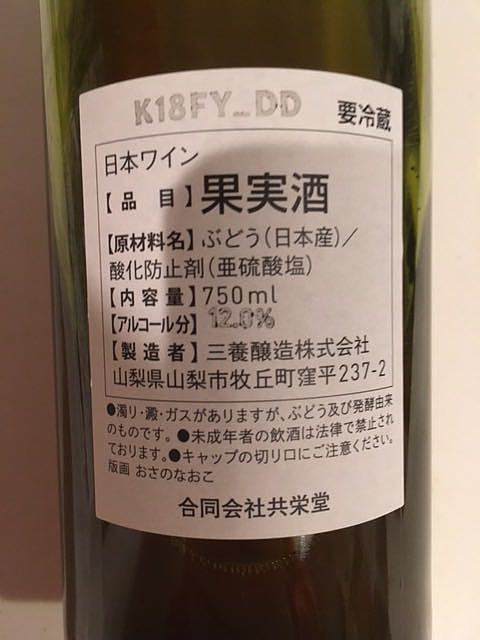 K18FY_DD
要冷蔵
日本ワイン
【品目】果実酒
【原材料名】ぶどう(日本産)/
酸化防止剤(亜硫酸塩)
【内容量】750ml
【アルコール分】12.0%
【製造者】三養醸造株式会社
山梨県山梨市牧丘町窪平237-2
●濁り・澱・ガスがありますが、ぶどう及び発酵由来
のものです。●未成年者の飲酒は法律で禁止され
ております。●キャップの切り口にご注意ください。
版画 おさのなおこ
合同会社共栄堂